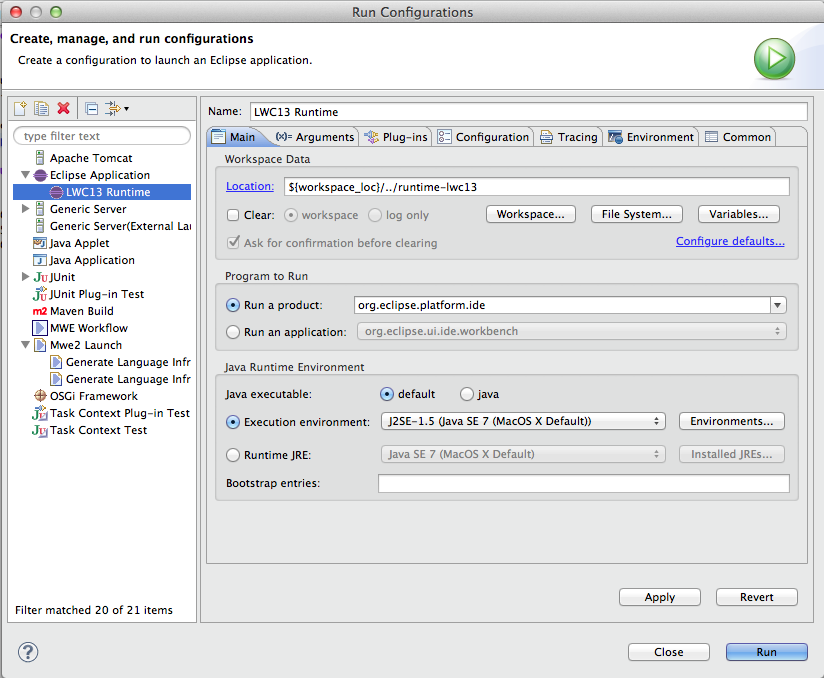 Run Configurations
Create, manage, and run configurations
Create a configuration to launch an Eclipse application.
type filter text
Apache Tomcat
Eclipse Application
LWC13 Runtime
Generic Server
Generic Server(External Lau
Java Applet
Java Application
JU JUnit
JU JUnit Plug-in Test
m2 Maven Build
MWE Workflow
Mwe2 Launch
Generate Language Infr
Generate Language Infr
OSGi Framework
JU Task Context Plug-in Test
JU Task Context Test
Filter matched 20 of 21 items
Name: LWC13 Runtime
Main (x)= Arguments Plug-ins Configuration Tracing Environment Common
Workspace Data
Location: ${workspace_loc}/../runtime-lwc13
Clear: workspace log only Workspace... File System... Variables...
Ask for confirmation before clearing Configure defaults...
Program to Run
Run a product: org.eclipse.platform.ide
Run an application: org.eclipse.ui.ide.workbench
Java Runtime Environment
Java executable: default java
Execution environment: J2SE-1.5 (Java SE 7 (MacOS X Default)) Environments...
Runtime JRE: Java SE 7 (MacOS X Default) Installed JREs...
Bootstrap entries:
Apply Revert
? Close Run